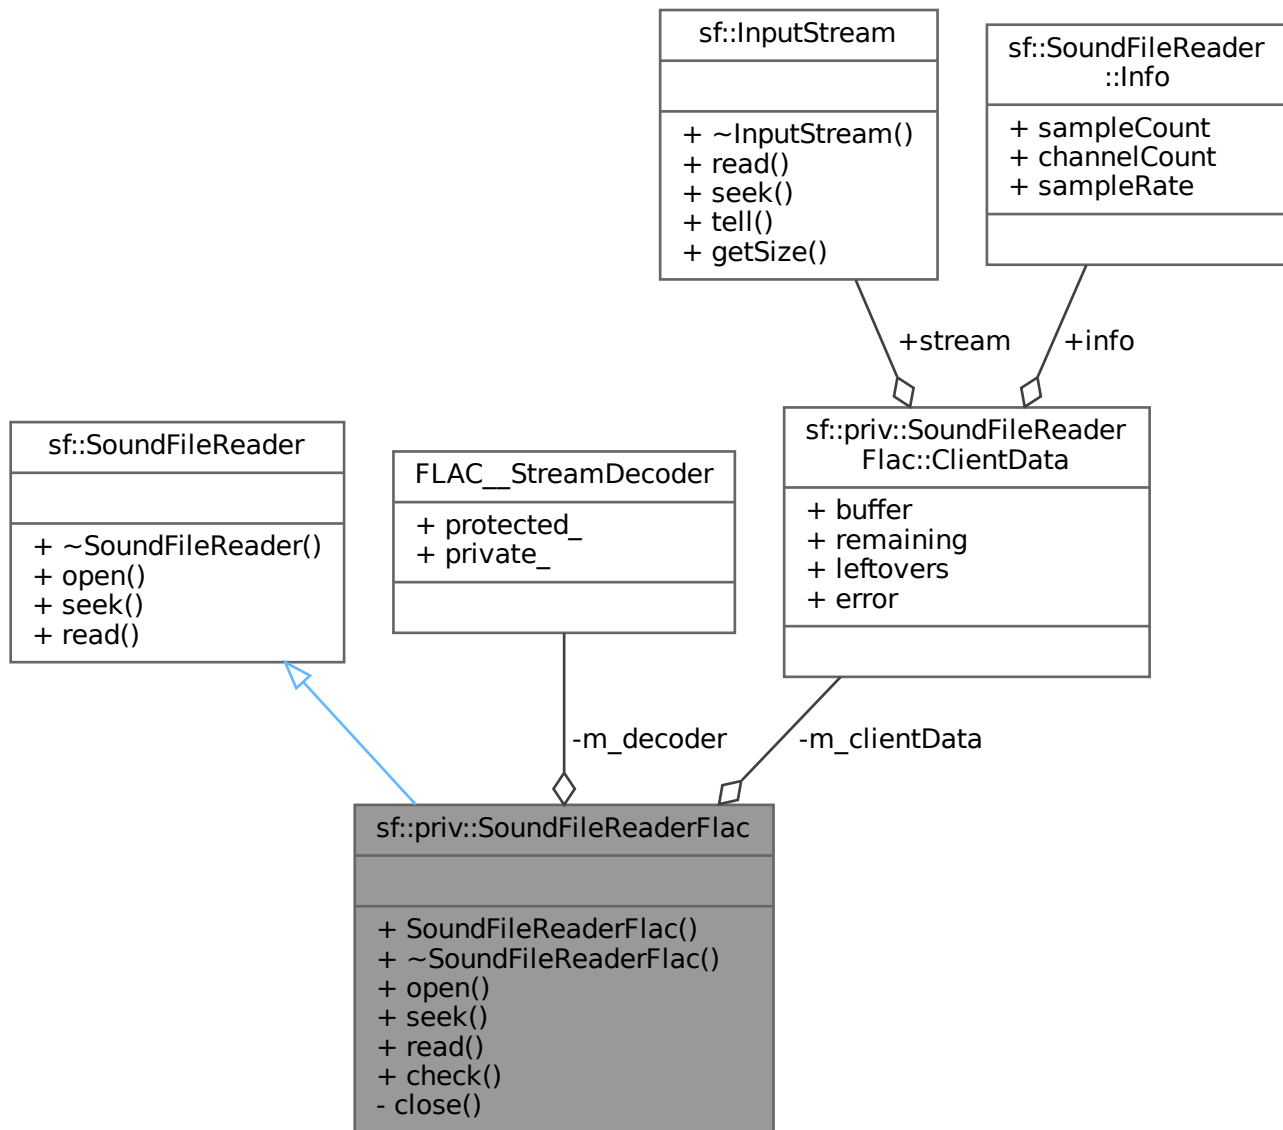 sf::InputStream
+ ~InputStream()
+ read()
+ seek()
+ tell()
+ getSize()
sf::SoundFileReader
::Info
+ sampleCount
+ channelCount
+ sampleRate
+stream
+info
sf::SoundFileReader
+ ~SoundFileReader()
+ open()
+ seek()
+ read()
FLAC__StreamDecoder
+ protected_
+ private_
sf::priv::SoundFileReader
Flac::ClientData
+ buffer
+ remaining
+ leftovers
+ error
-m_decoder
-m_clientData
sf::priv::SoundFileReaderFlac
+ SoundFileReaderFlac()
+ ~SoundFileReaderFlac()
+ open()
+ seek()
+ read()
+ check()
- close()